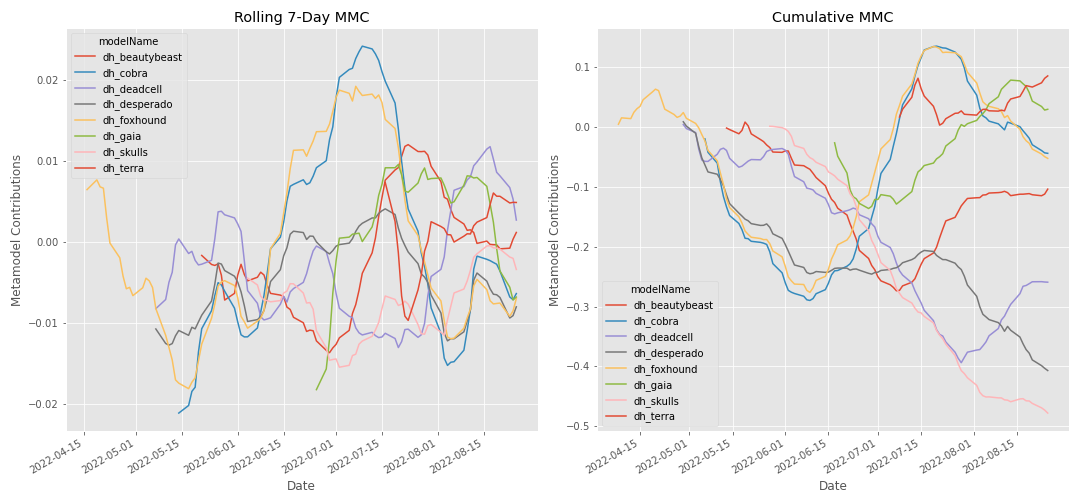 Rolling 7-Day MMC
Metamodel Contributions
0.02
0.01
0.00
−0.01
−0.02
modelName
dh_beautybeast
dh_cobra
dh_deadcell
dh_desperado
dh_foxhound
dh_gaia
dh_skulls
dh_terra
2022-04-15
2022-05-01
2022-05-15
2022-06-01
2022-06-15
2022-07-01
2022-07-15
2022-08-01
2022-08-15
Date
Cumulative MMC
Metamodel Contributions
0.1
0.0
−0.1
−0.2
−0.3
−0.4
−0.5
modelName
dh_beautybeast
dh_cobra
dh_deadcell
dh_desperado
dh_foxhound
dh_gaia
dh_skulls
dh_terra
2022-04-15
2022-05-01
2022-05-15
2022-06-01
2022-06-15
2022-07-01
2022-07-15
2022-08-01
2022-08-15
Date